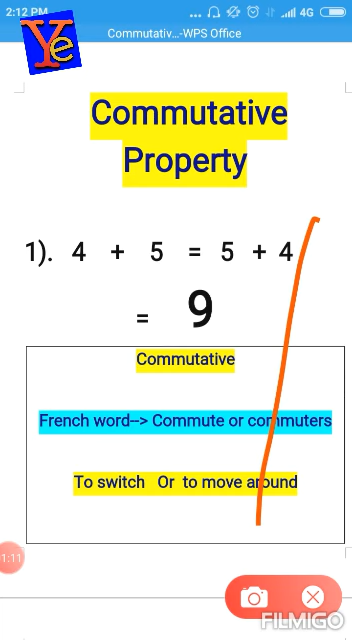 2:12 PM
... 4G
Commutativ...-WPS Office
Ye
Commutative
Property
1). 4 + 5 = 5 + 4
= 9
Commutative
French word--> Commute or commuters
To switch Or to move around
1:11
FILMIGO